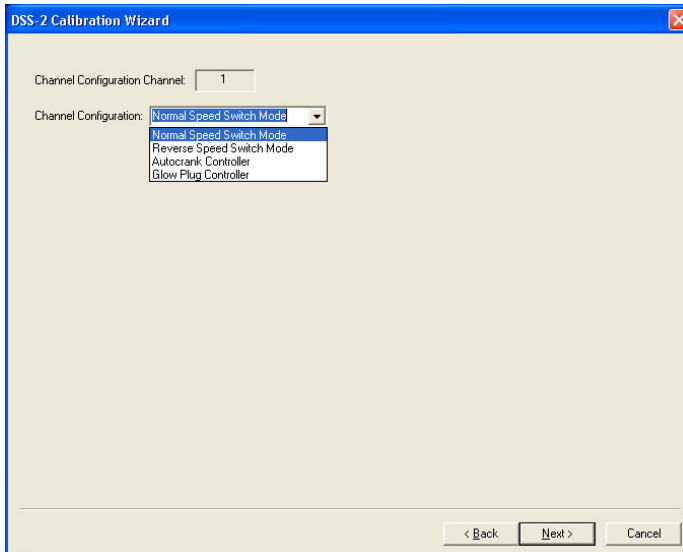 DSS-2 Calibration Wizard
Channel Configuration Channel: 1
Channel Configuration: Normal Speed Switch Mode
Normal Speed Switch Mode
Reverse Speed Switch Mode
Autocrank Controller
Glow Plug Controller
< Back Next > Cancel